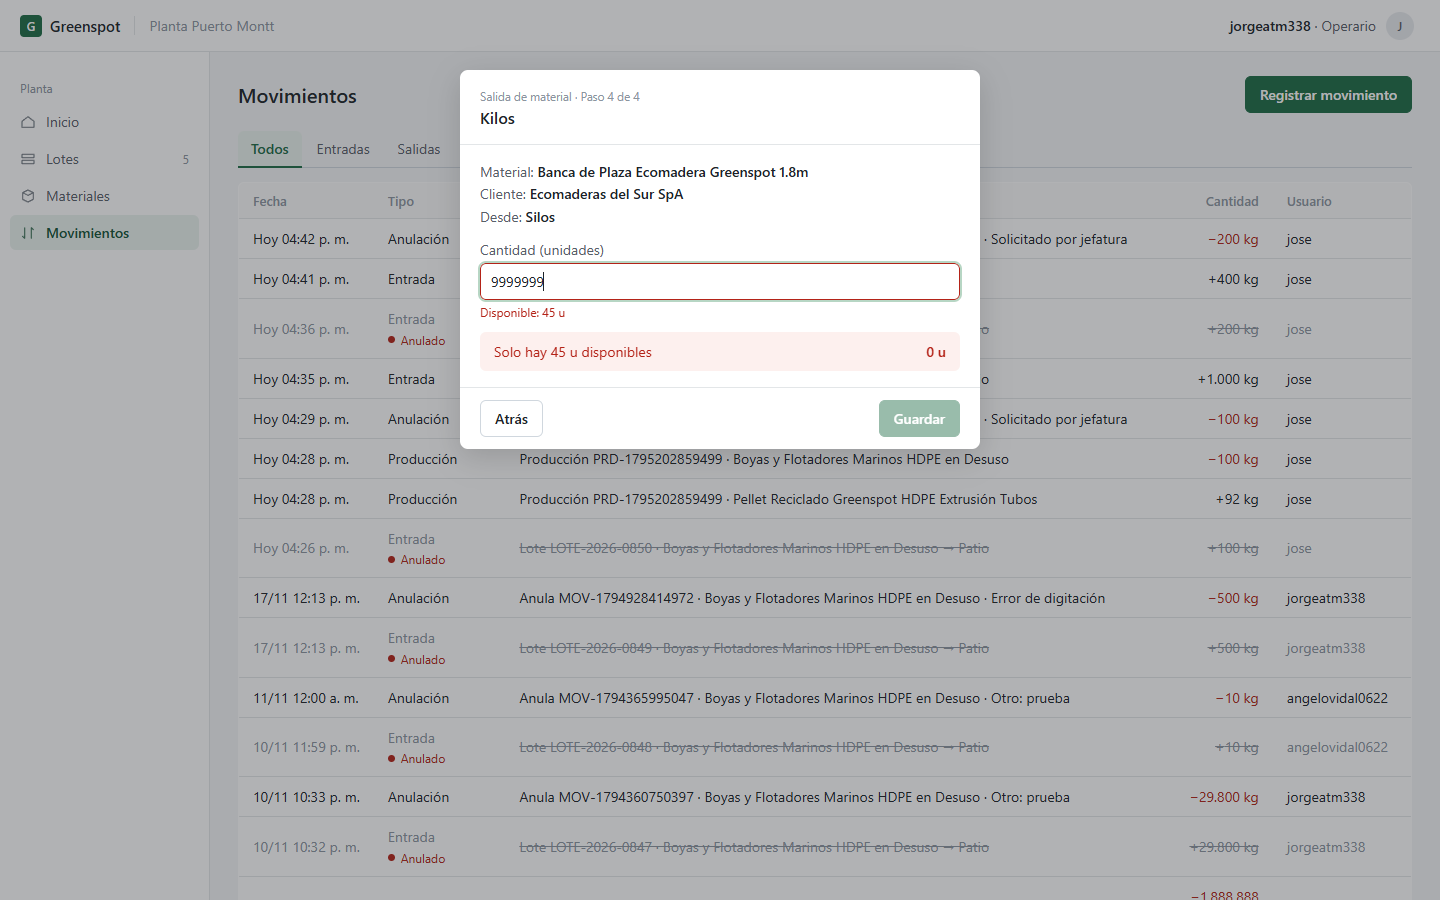 G Greenspot Planta Puerto Montt jorgeatm338 · Operario J
Planta
Inicio
Lotes 5
Materiales
Movimientos
Movimientos Registrar movimiento
Todos Entradas Salidas
Fecha Tipo Cantidad Usuario
Hoy 04:42 p. m. Anulación · Solicitado por jefatura −200 kg jose
Hoy 04:41 p. m. Entrada +400 kg jose
Hoy 04:36 p. m. Entrada Anulado o +200 kg jose
Hoy 04:35 p. m. Entrada o +1.000 kg jose
Hoy 04:29 p. m. Anulación · Solicitado por jefatura −100 kg jose
Hoy 04:28 p. m. Producción Producción PRD-1795202859499 · Boyas y Flotadores Marinos HDPE en Desuso −100 kg jose
Hoy 04:28 p. m. Producción Producción PRD-1795202859499 · Pellet Reciclado Greenspot HDPE Extrusión Tubos +92 kg jose
Hoy 04:26 p. m. Entrada Anulado Lote LOTE-2026-0850 · Boyas y Flotadores Marinos HDPE en Desuso → Patio +100 kg jose
17/11 12:13 p. m. Anulación Anula MOV-1794928414972 · Boyas y Flotadores Marinos HDPE en Desuso · Error de digitación −500 kg jorgeatm338
17/11 12:13 p. m. Entrada Anulado Lote LOTE-2026-0849 · Boyas y Flotadores Marinos HDPE en Desuso → Patio +500 kg jorgeatm338
11/11 12:00 a. m. Anulación Anula MOV-1794365995047 · Boyas y Flotadores Marinos HDPE en Desuso · Otro: prueba −10 kg angelovidal0622
10/11 11:59 p. m. Entrada Anulado Lote LOTE-2026-0848 · Boyas y Flotadores Marinos HDPE en Desuso → Patio +10 kg angelovidal0622
10/11 10:33 p. m. Anulación Anula MOV-1794360750397 · Boyas y Flotadores Marinos HDPE en Desuso · Otro: prueba −29.800 kg jorgeatm338
10/11 10:32 p. m. Entrada Anulado Lote LOTE-2026-0847 · Boyas y Flotadores Marinos HDPE en Desuso → Patio +29.800 kg jorgeatm338
−1.888.888
Salida de material · Paso 4 de 4
Kilos
Material: Banca de Plaza Ecomadera Greenspot 1.8m
Cliente: Ecomaderas del Sur SpA
Desde: Silos
Cantidad (unidades)
9999999
Disponible: 45 u
Solo hay 45 u disponibles 0 u
Atrás Guardar